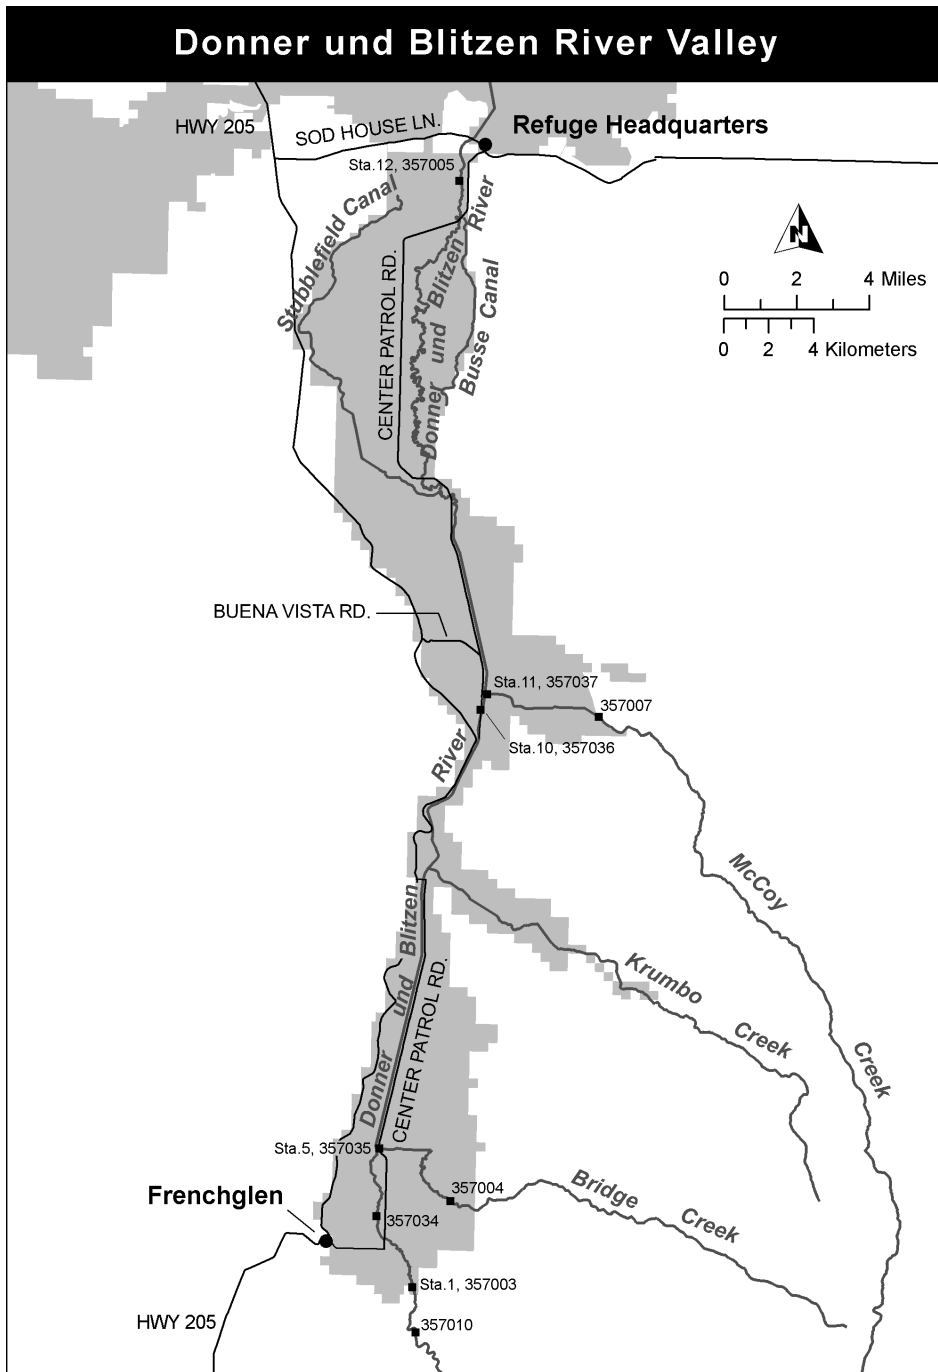 Donner und Blitzen River Valley
HWY 205
SOD HOUSE LN.
Refuge Headquarters
Sta.12, 357005
Stubblefield Canal
CENTER PATROL RD.
Donner und Blitzen River
Busse Canal
N
0 2 4 Miles
0 2 4 Kilometers
BUENA VISTA RD.
Sta.11, 357037
357007
Sta.10, 357036
River
McCoy
Creek
Krumbo
Creek
Donner und Blitzen
CENTER PATROL RD.
Sta.5, 357035
357004
Bridge
Creek
Frenchglen
357034
Sta.1, 357003
HWY 205
357010